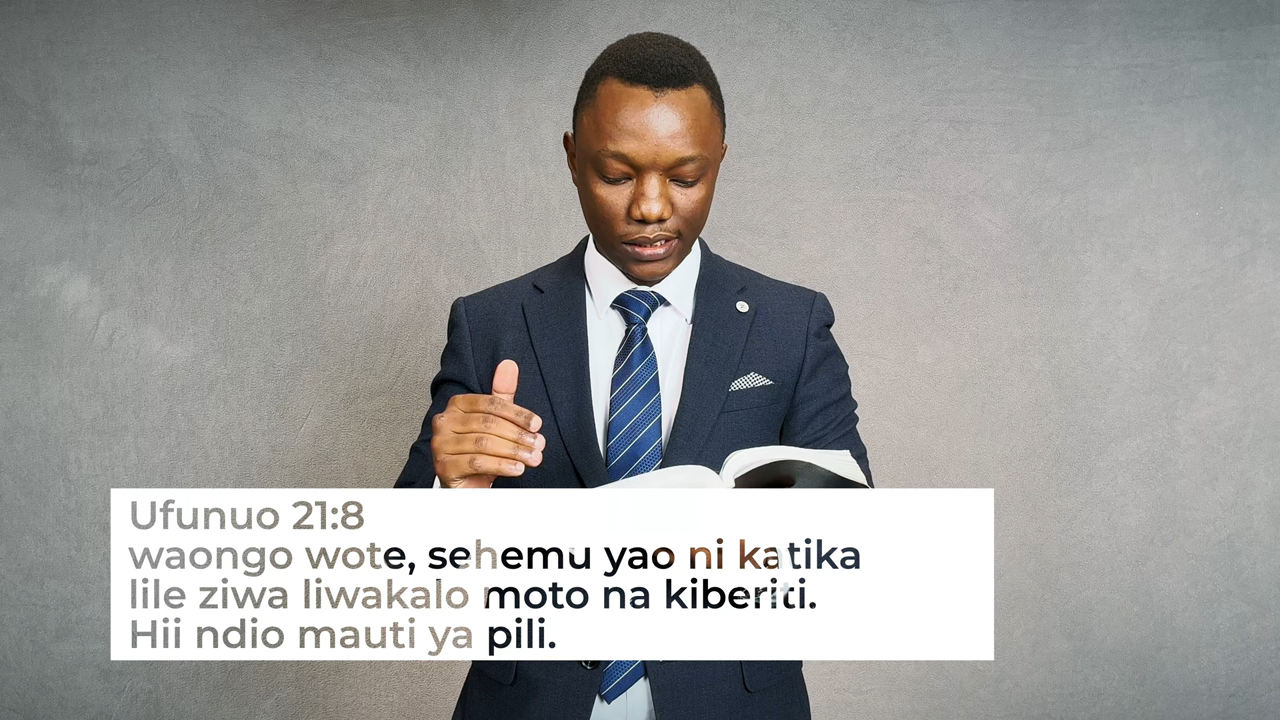 Ufunuo 21:8
waongo wote, sehemu yao ni katika
lile ziwa liwakalo moto na kiberiti.
Hii ndio mauti ya pili.